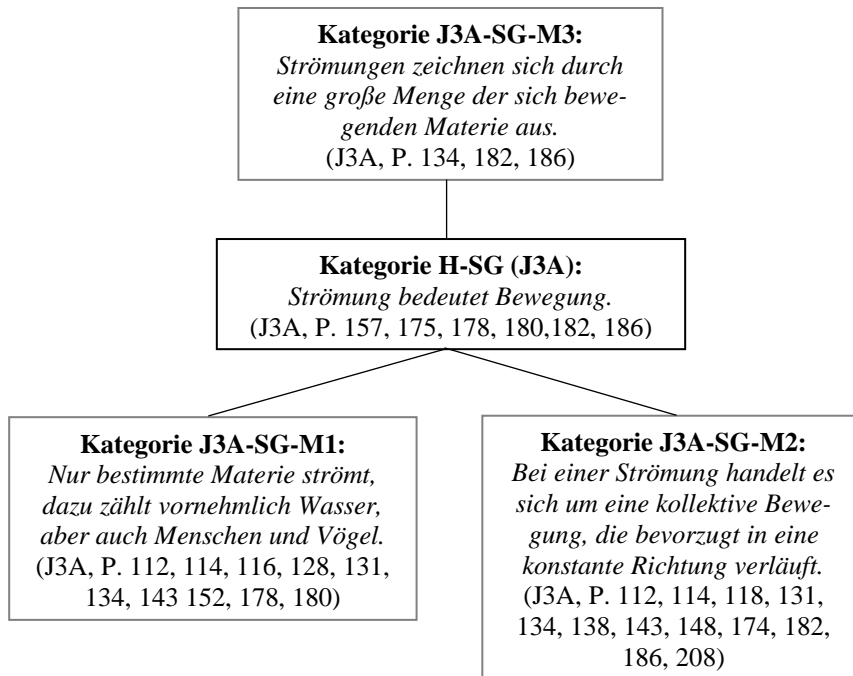 Kategorie J3A-SG-M3:
Strömungen zeichnen sich durch
eine große Menge der sich bewe-
genden Materie aus.
(J3A, P. 134, 182, 186)
Kategorie H-SG (J3A):
Strömung bedeutet Bewegung.
(J3A, P. 157, 175, 178, 180,182, 186)
Kategorie J3A-SG-M1:
Nur bestimmte Materie strömt,
dazu zählt vornehmlich Wasser,
aber auch Menschen und Vögel.
(J3A, P. 112, 114, 116, 128, 131,
134, 143 152, 178, 180)
Kategorie J3A-SG-M2:
Bei einer Strömung handelt es
sich um eine kollektive Bewe-
gung, die bevorzugt in eine
konstante Richtung verläuft.
(J3A, P. 112, 114, 118, 131,
134, 138, 143, 148, 174, 182,
186, 208)